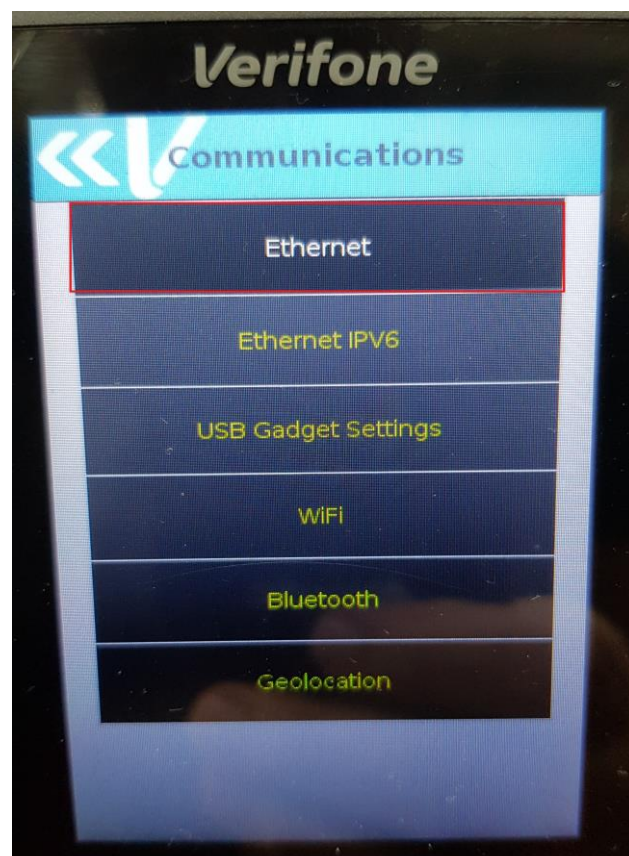 Verifone
Communications
Ethernet
Ethernet IPV6
USB Gadget Settings
WiFi
Bluetooth
Geolocation